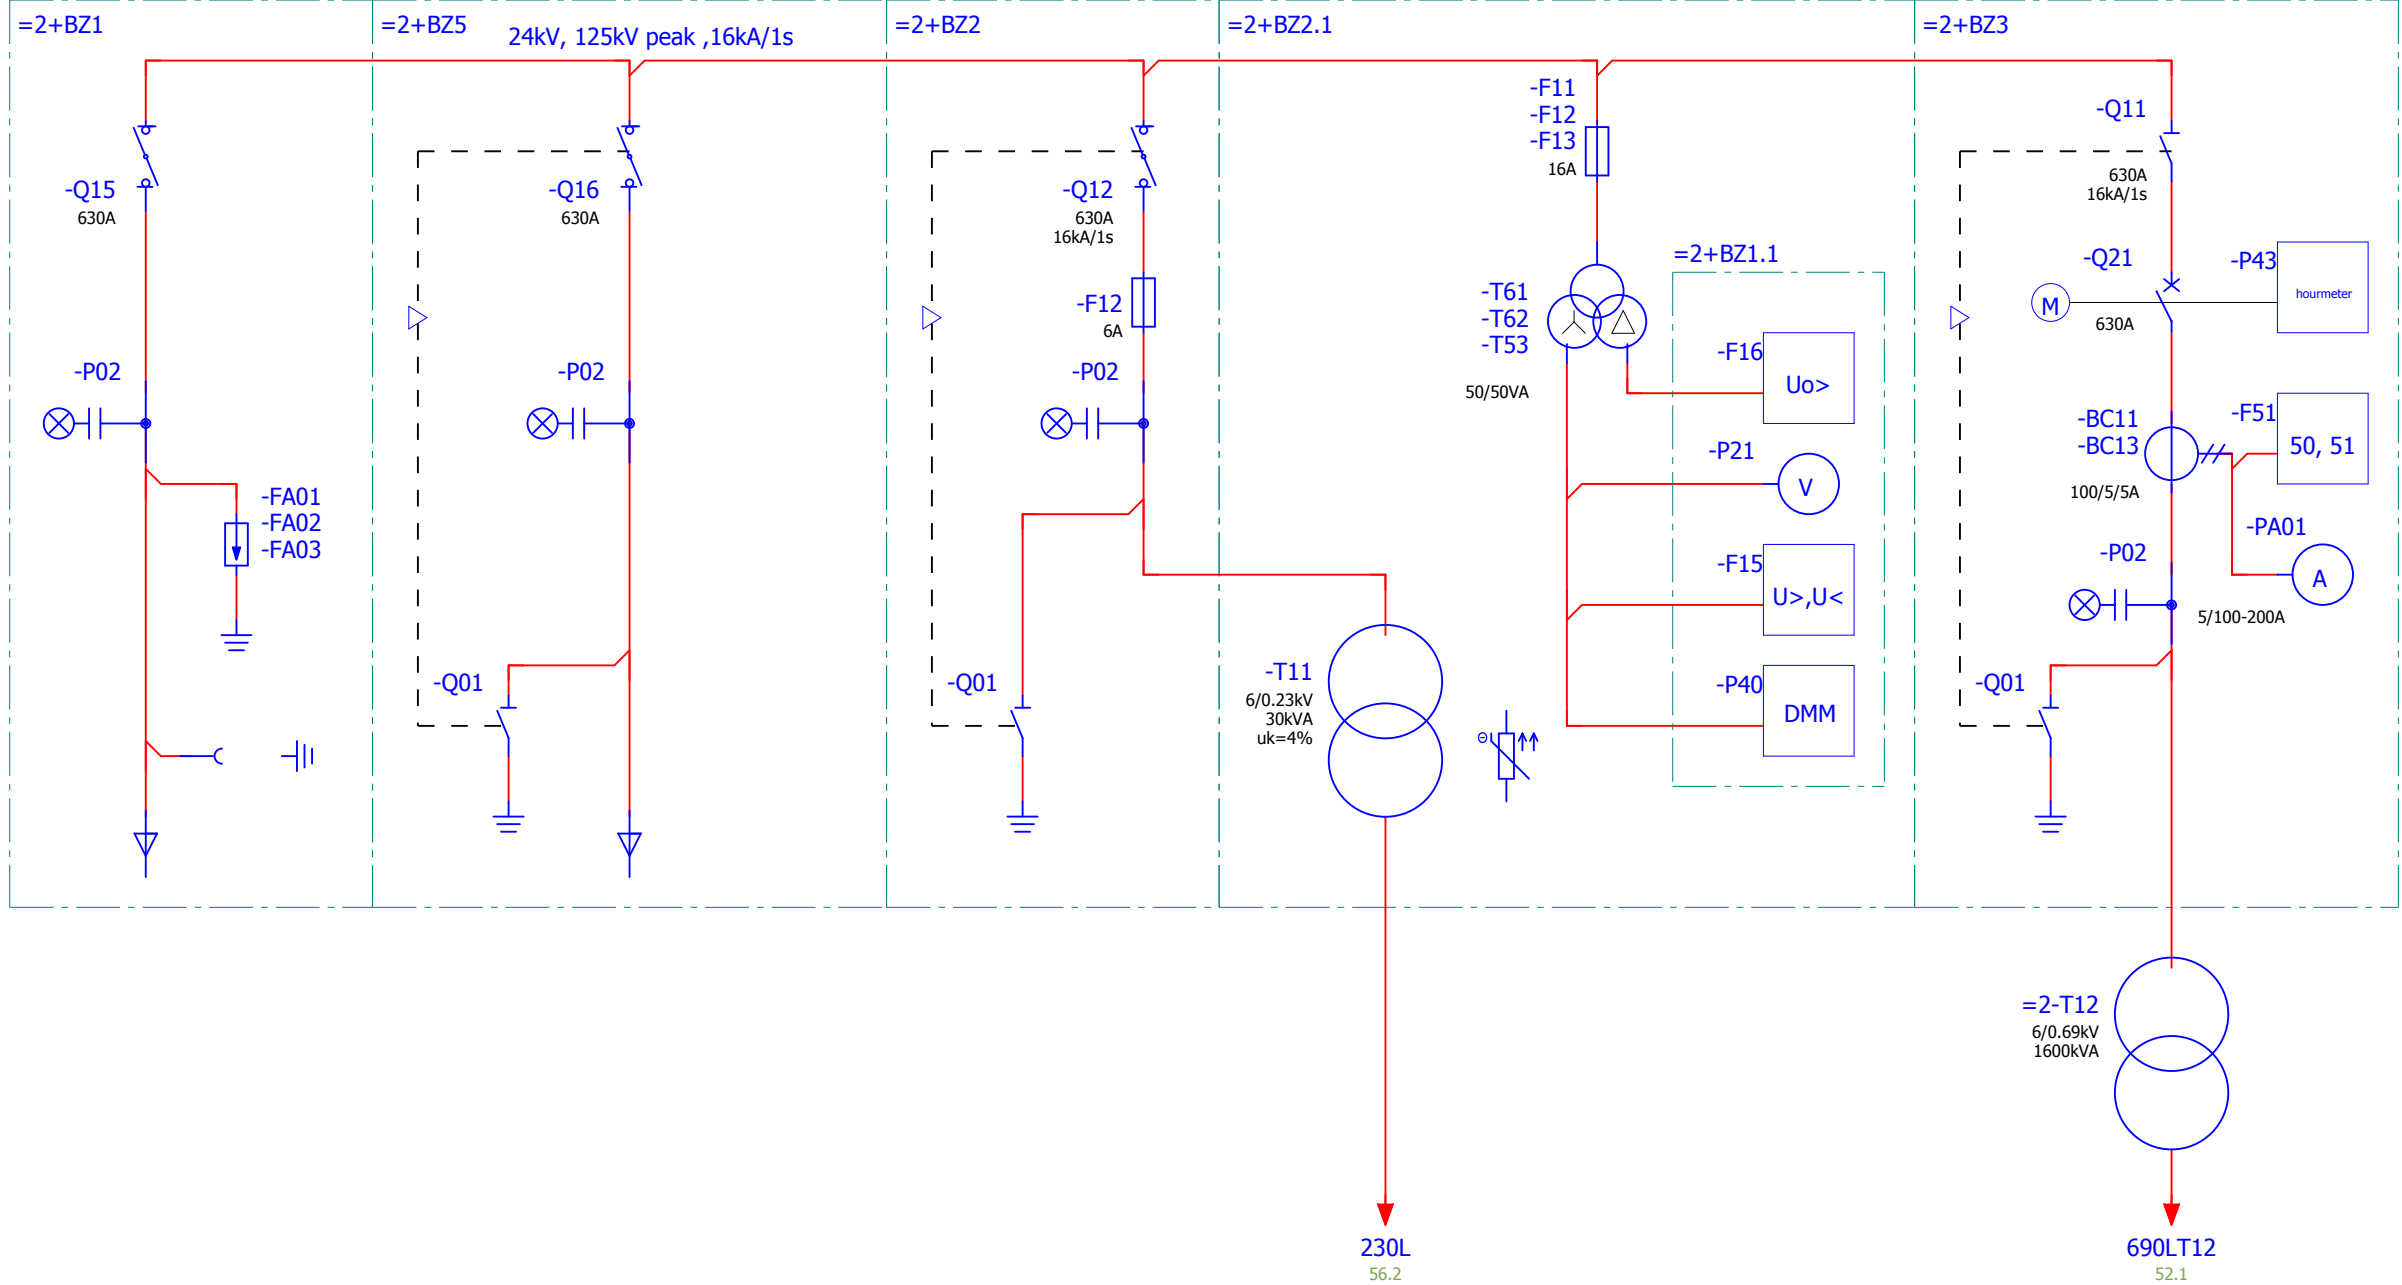 =2+BZ1
=2+BZ5
24kV, 125kV peak ,16kA/1s
=2+BZ2
=2+BZ2.1
=2+BZ3
-Q15
630A
-P02
-FA01
-FA02
-FA03
-Q16
630A
-P02
-Q01
-Q12
630A
16kA/1s
-F12
6A
-P02
-Q01
-T11
6/0.23kV
30kVA
uk=4%
-F11
-F12
-F13
16A
-T61
-T62
-T53
50/50VA
Θ
=2+BZ1.1
-F16
Uo>
-P21
V
-F15
U>,U<
-P40
DMM
-Q11
630A
16kA/1s
-Q21
M
630A
-P43
hourmeter
-BC11
-BC13
100/5/5A
-F51
50, 51
-PA01
A
5/100-200A
-P02
-Q01
=2-T12
6/0.69kV
1600kVA
230L
56.2
690LT12
52.1